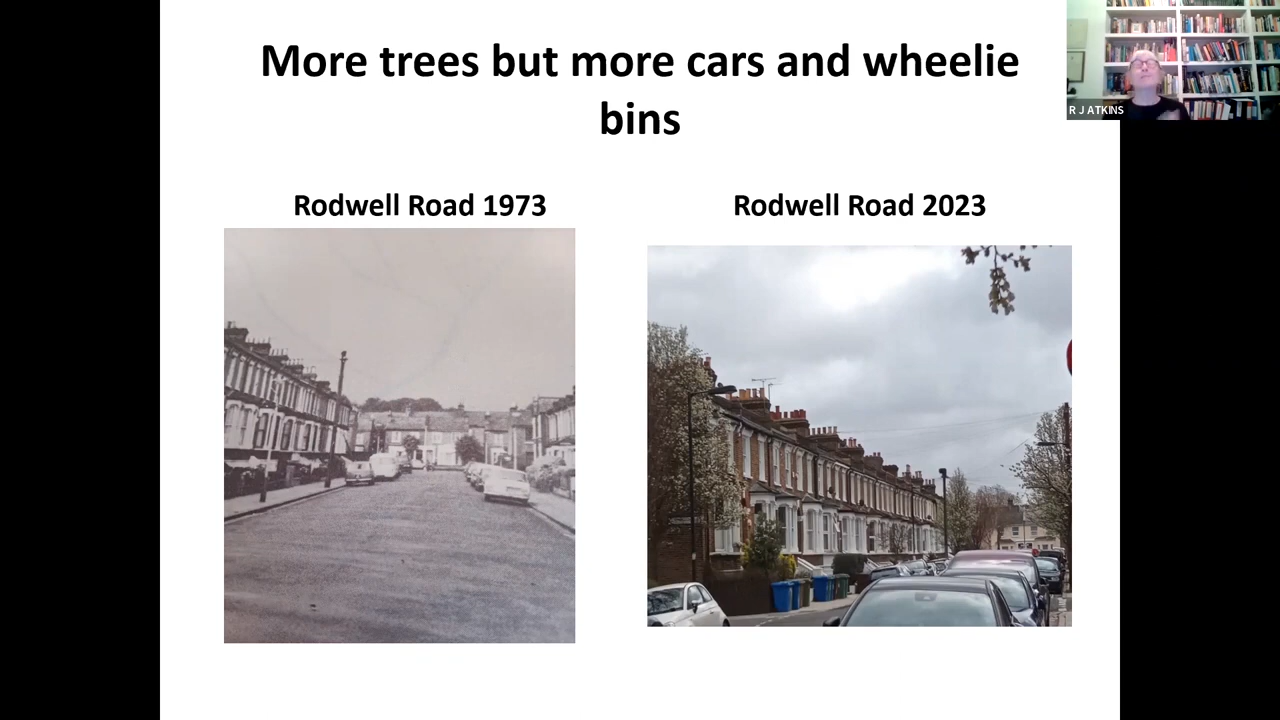 More trees but more cars and wheelie
bins
R J ATKINS
Rodwell Road 1973
Rodwell Road 2023